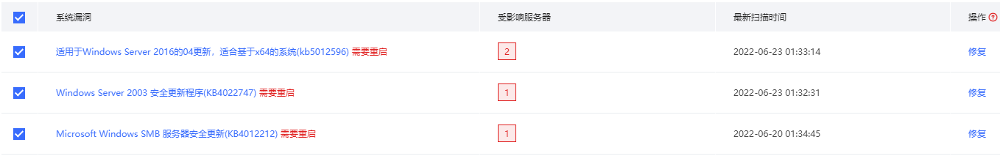 系统漏洞 受影响服务器 最新扫描时间 操作
适用于Windows Server 2016的04更新，适合基于x64的系统(kb5012596) 需要重启 2 2022-06-23 01:33:14 修复
Windows Server 2003 安全更新程序(KB4022747) 需要重启 1 2022-06-23 01:32:31 修复
Microsoft Windows SMB 服务器安全更新(KB4012212) 需要重启 1 2022-06-20 01:34:45 修复